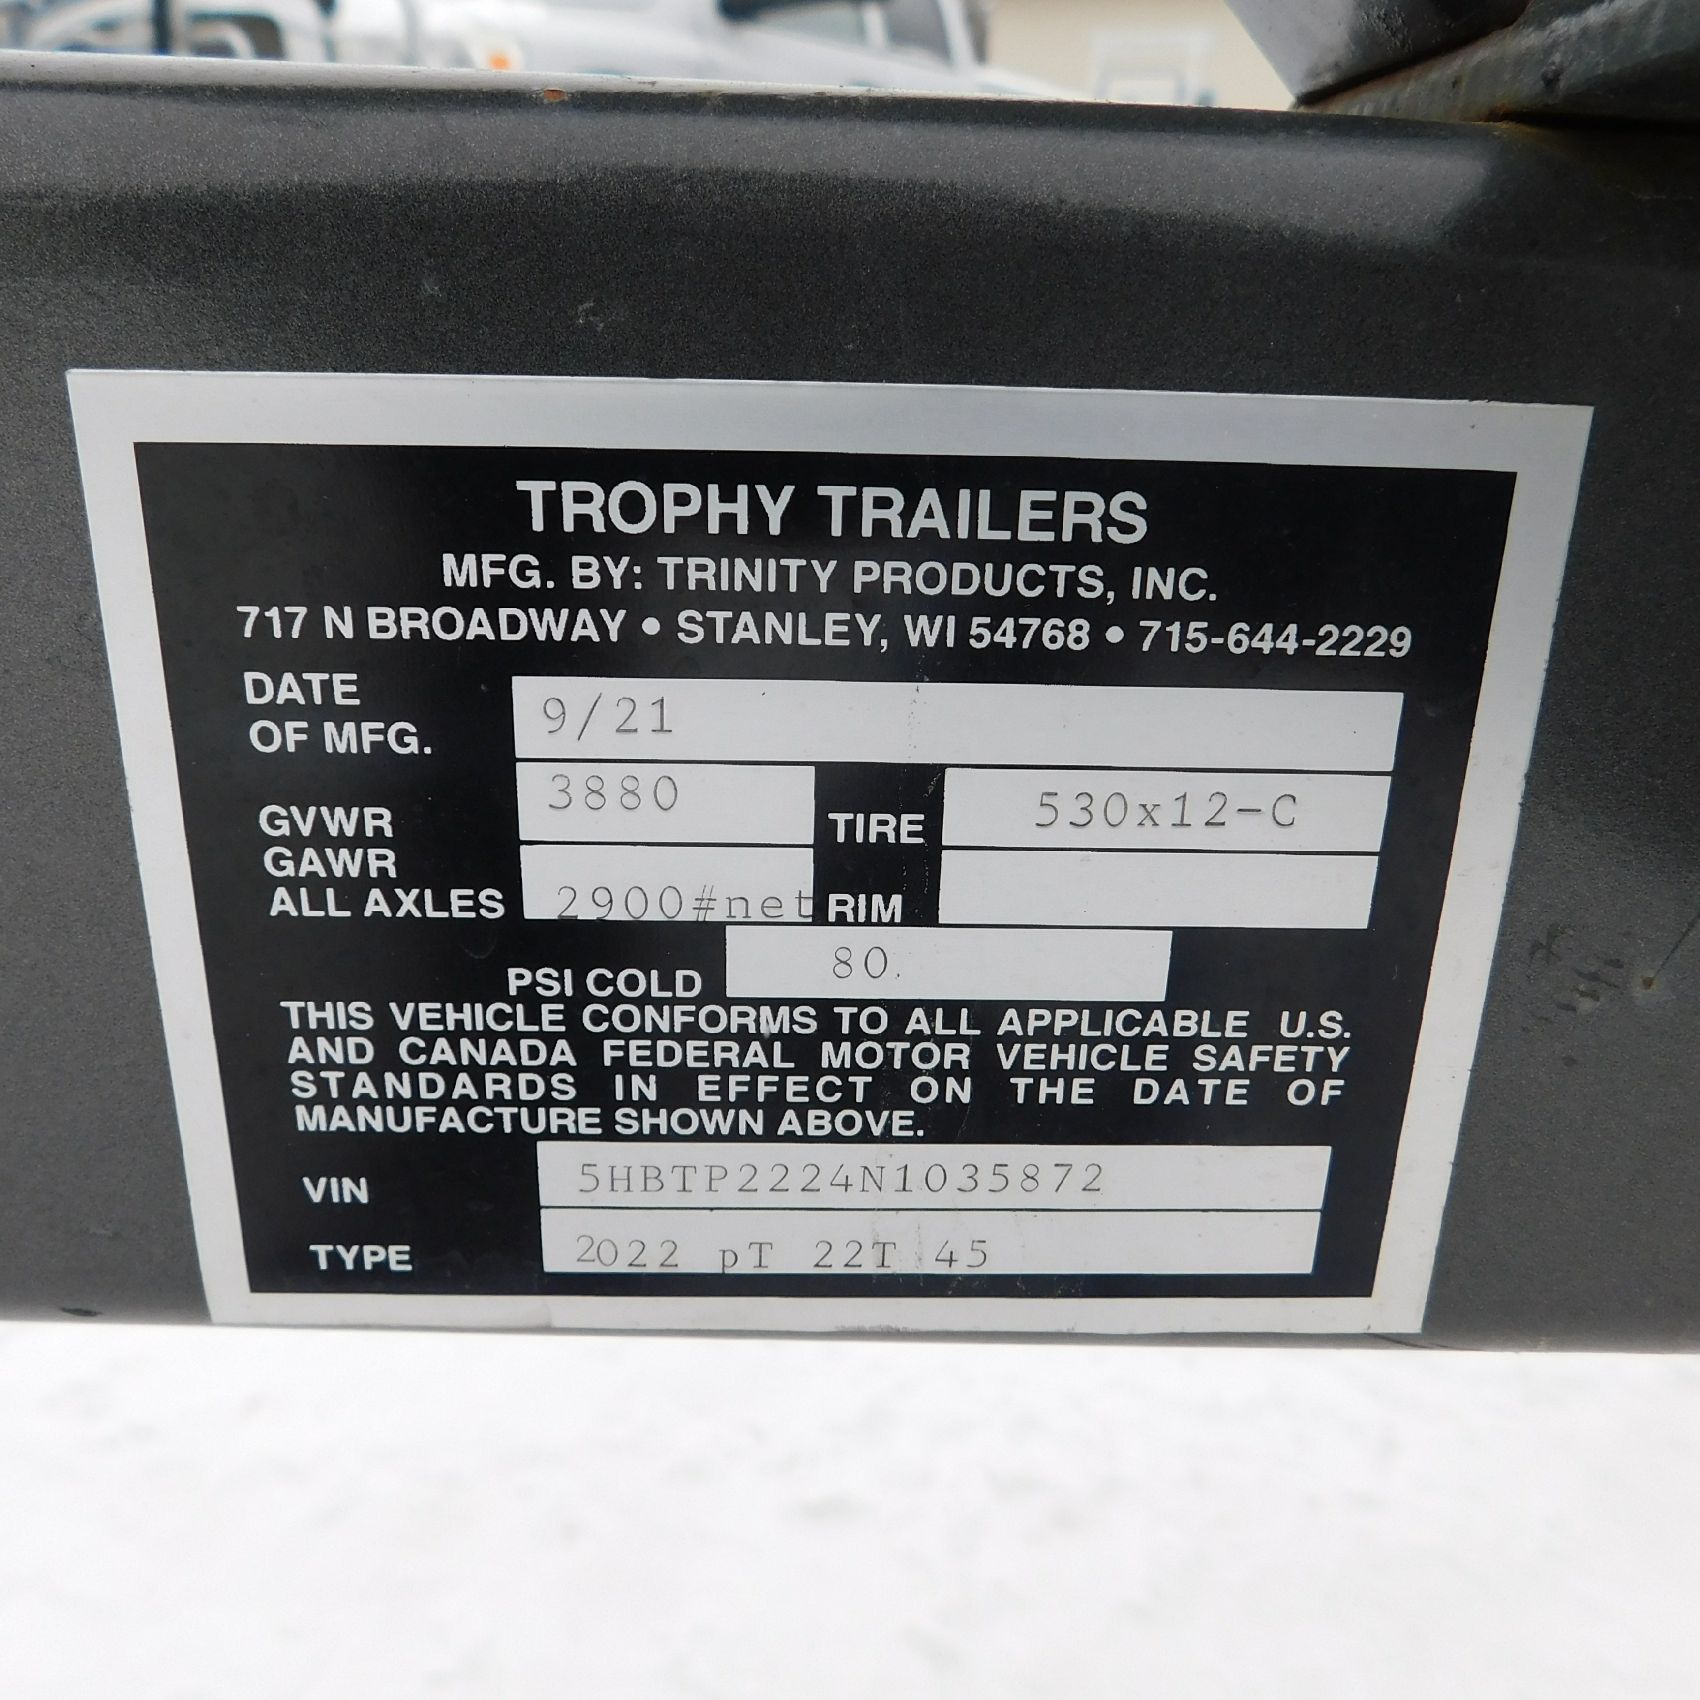 TROPHY TRAILERS
MFG. BY: TRINITY PRODUCTS, INC.
717 N BROADWAY • STANLEY, WI 54768 • 715-644-2229
DATE
OF MFG. 9/21
GVWR 3880 TIRE 530x12-C
GAWR
ALL AXLES 2900#net RIM
PSI COLD 80.
THIS VEHICLE CONFORMS TO ALL APPLICABLE U.S.
AND CANADA FEDERAL MOTOR VEHICLE SAFETY
STANDARDS IN EFFECT ON THE DATE OF
MANUFACTURE SHOWN ABOVE.
VIN 5HBTP2224N1035872
TYPE 2022 pT 22T 45